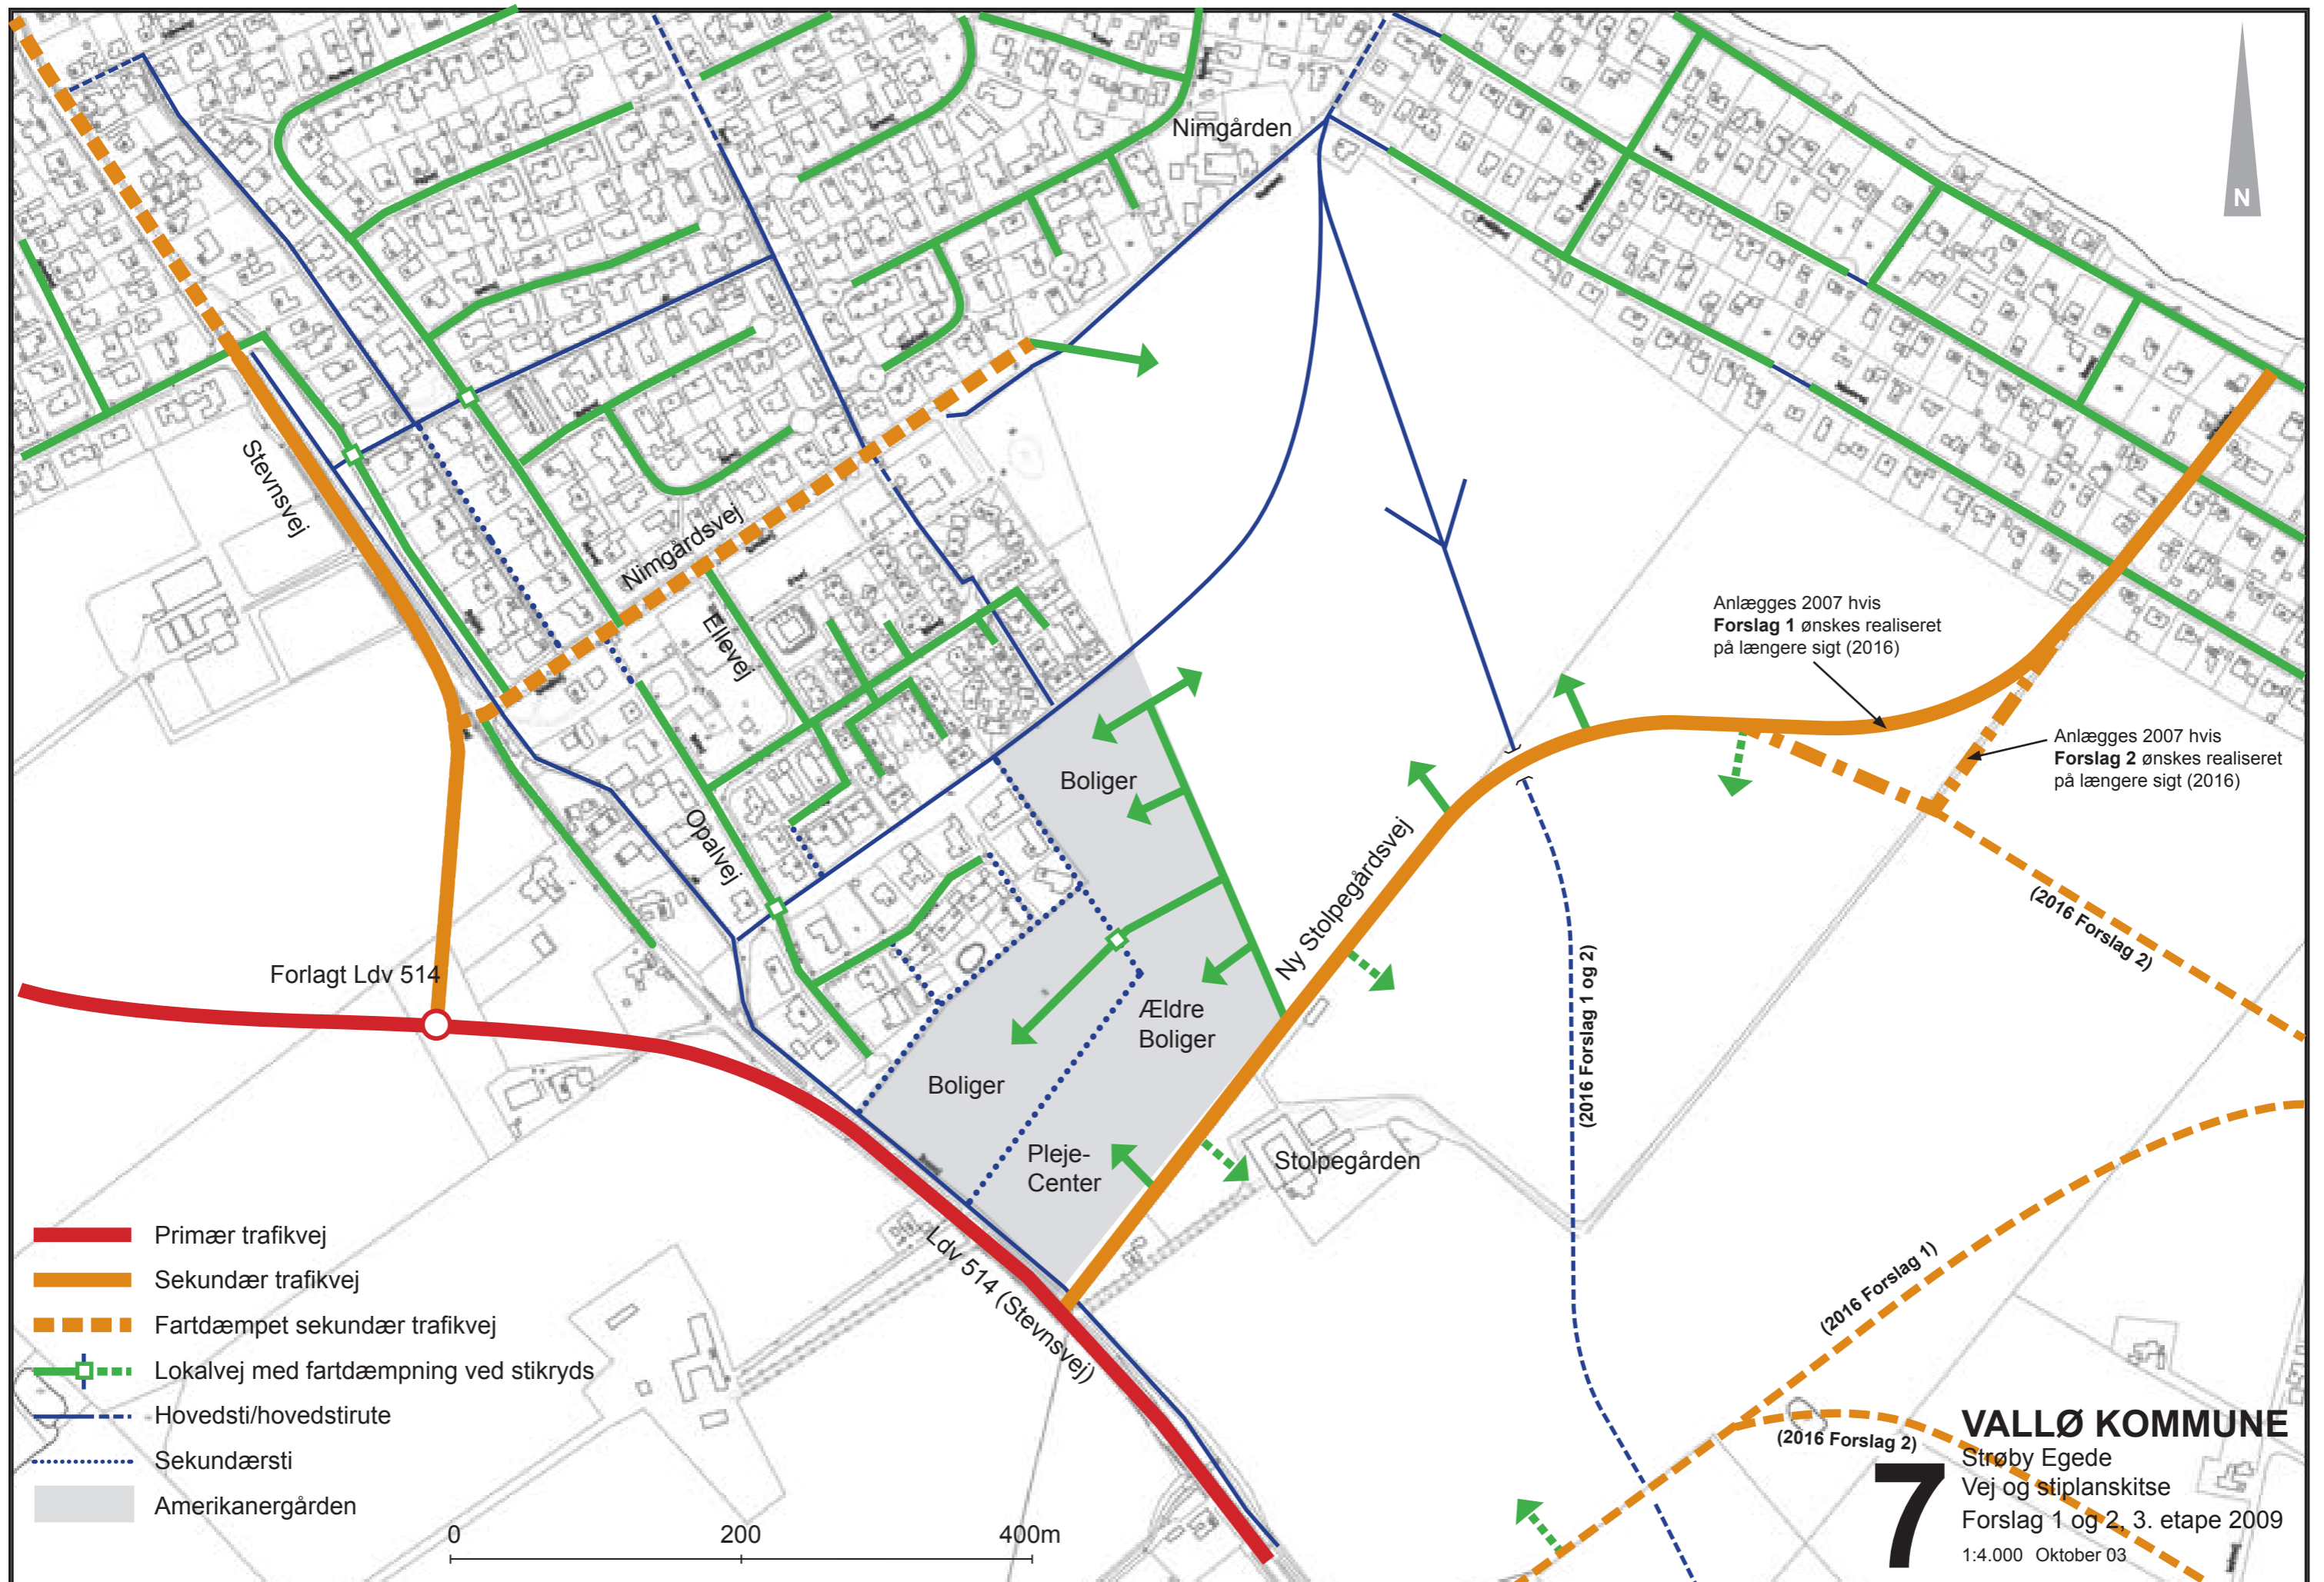 Nimgården
N
Stevnsvej
Nimgårdsvej
Ellevej
Opalvej
Anlægges 2007 hvis
Forslag 1 ønskes realiseret
på længere sigt (2016)
Anlægges 2007 hvis
Forslag 2 ønskes realiseret
på længere sigt (2016)
Boliger
Ny Stolpegårdsvej
(2016 Forslag 2)
(2016 Forslag 1 og 2)
Forlagt Ldv 514
Ældre
Boliger
Boliger
Pleje-
Center
Stolpegården
Ldv 514 (Stevnsvej)
(2016 Forslag 1)
(2016 Forslag 2)
Primær trafikvej
Sekundær trafikvej
Fartdæmpet sekundær trafikvej
Lokalvej med fartdæmpning ved stikryds
Hovedsti/hovedstirute
Sekundærsti
Amerikanergården
0 200 400m
7
VALLØ KOMMUNE
Strøby Egede
Vej og stiplanskitse
Forslag 1 og 2, 3. etape 2009
1:4.000 Oktober 03